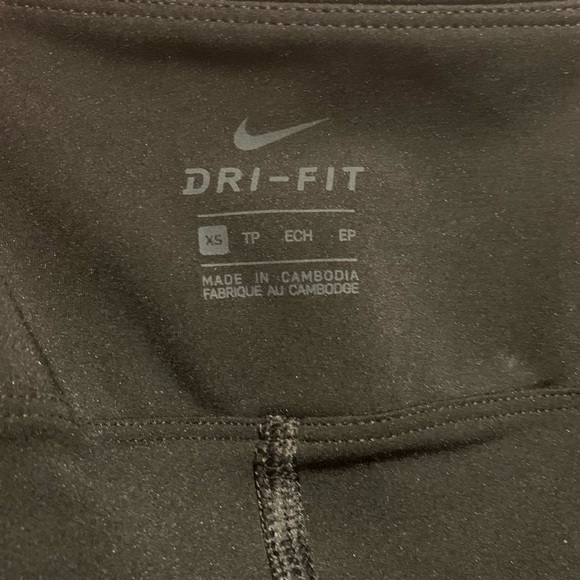 DRI-FIT
XS TP ECH EP
MADE IN CAMBODIA
FABRIQUE AU CAMBODGE